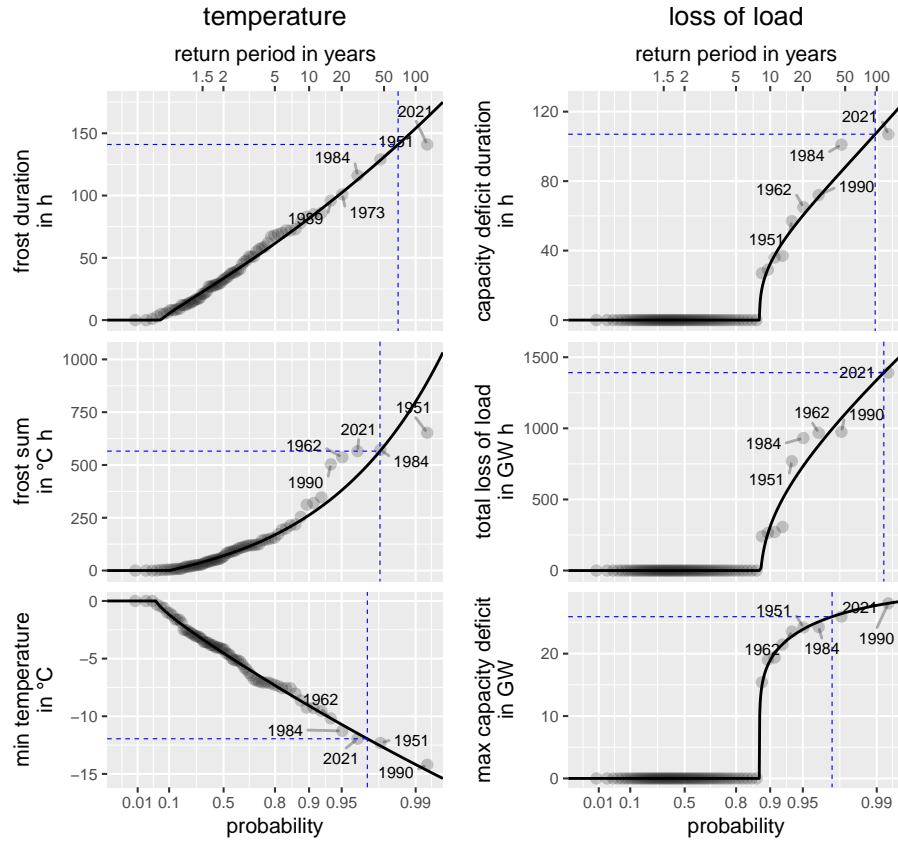 temperature
loss of load
return period in years
return period in years
1.5 2 5 10 20 50 100
1.5 2 5 10 20 50 100
frost duration
in h
150
100
50
0
2021
1951
1984
1989
1973
capacity deficit duration
in h
120
80
40
0
2021
1984
1962
1990
1951
frost sum
in °C h
1000
750
500
250
0
1951
2021
1962
1984
1990
total loss of load
in GW h
1500
1000
500
0
2021
1962
1990
1984
1951
min temperature
in °C
0
−5
−10
−15
1962
1984
1951
2021
1990
max capacity deficit
in GW
20
10
0
1951
2021
1962
1984
1990
0.01 0.1 0.5 0.8 0.9 0.95 0.99
0.01 0.1 0.5 0.8 0.9 0.95 0.99
probability
probability